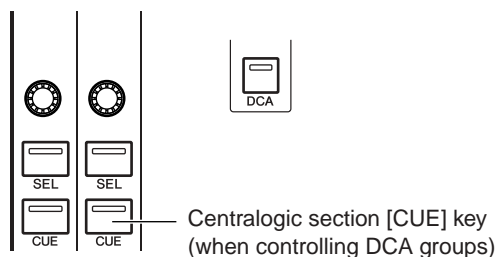 DCA
SEL SEL
CUE CUE
Centralogic section [CUE] key
(when controlling DCA groups)